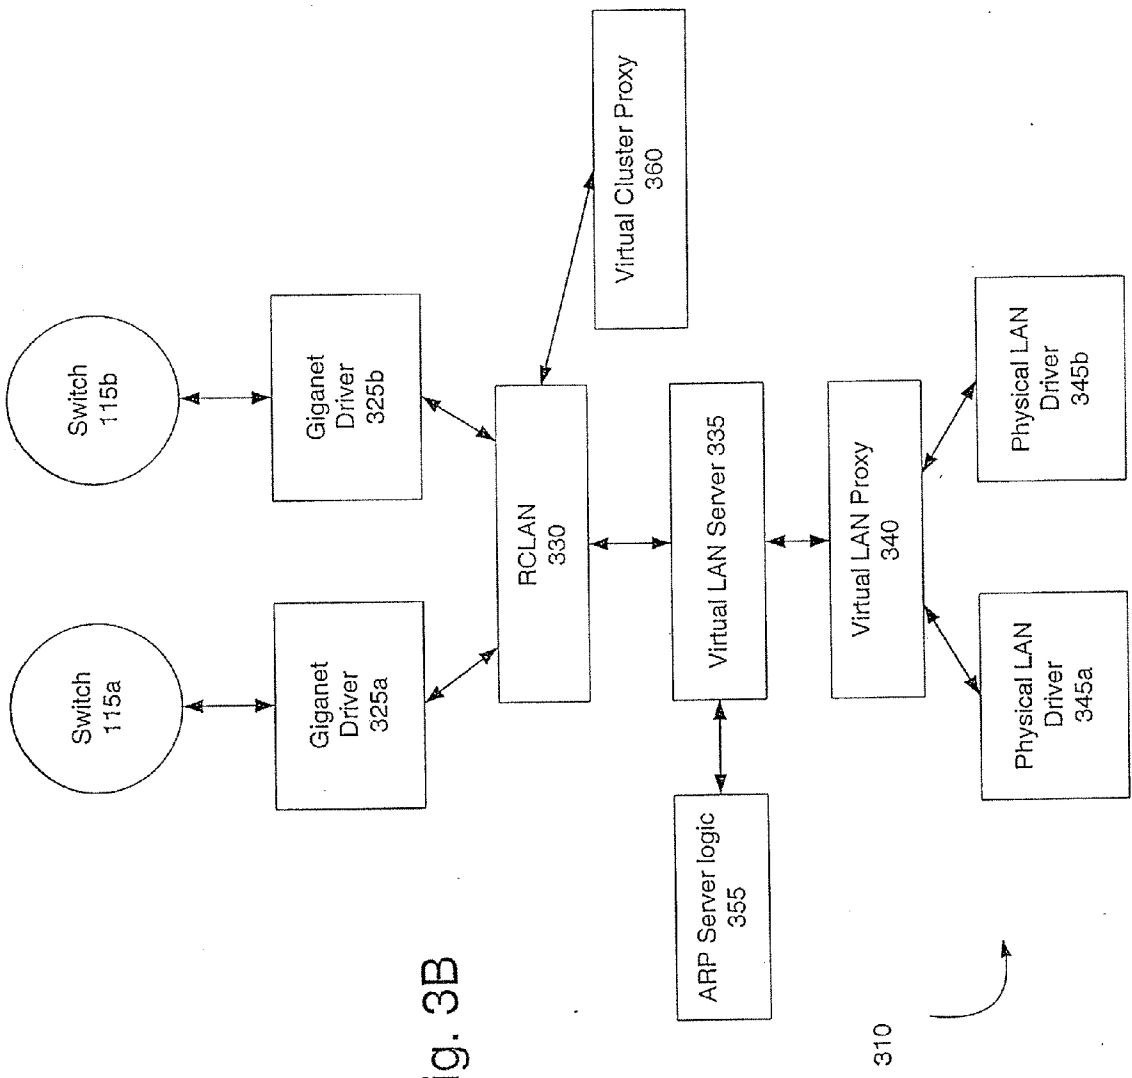 Switch
115a
Switch
115b
Giganet
Driver
325a
Giganet
Driver
325b
ig. 3B
RCLAN
330
Virtual Cluster Proxy
360
ARP Server logic
355
Virtual LAN Server 335
Virtual LAN Proxy
340
310
Physical LAN
Driver
345a
Physical LAN
Driver
345b